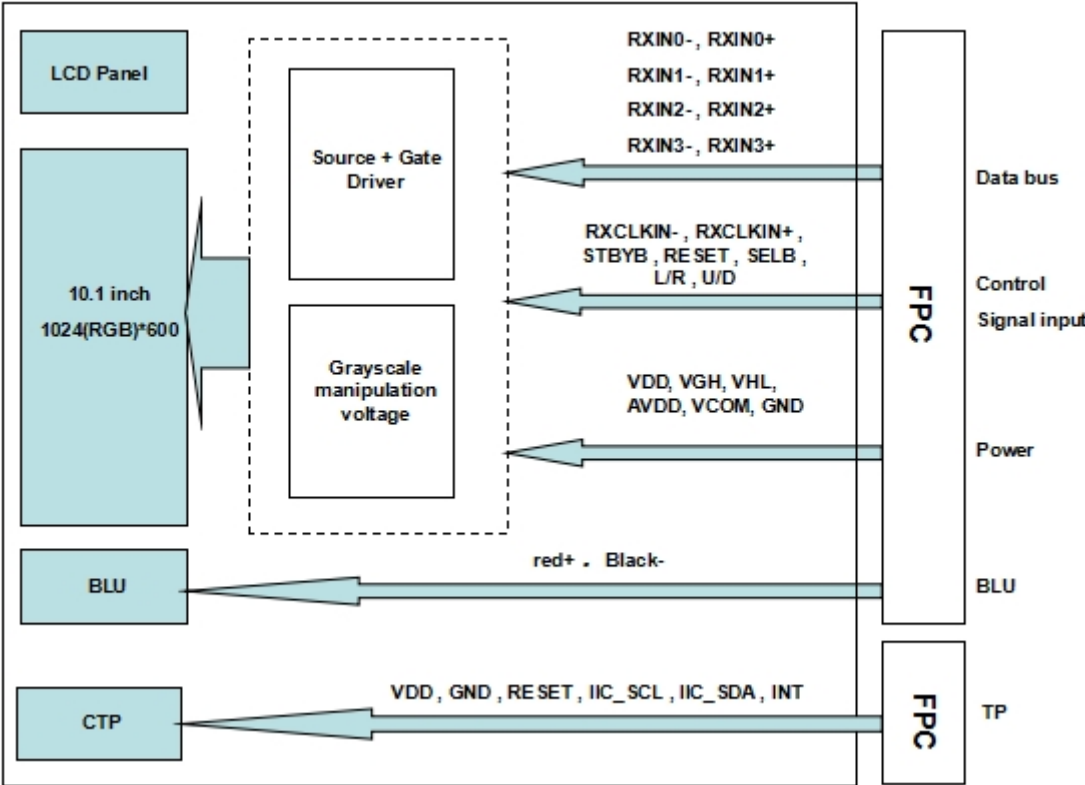 LCD Panel
10.1 inch
1024(RGB)*600
BLU
CTP
Source + Gate
Driver
Grayscale
manipulation
voltage
RXIN0- , RXIN0+
RXIN1- , RXIN1+
RXIN2- , RXIN2+
RXIN3- , RXIN3+
RXCLKIN- , RXCLKIN+ ,
STBYB , RESET , SELB ,
L/R , U/D
VDD, VGH, VHL,
AVDD, VCOM, GND
red+ . Black-
VDD , GND , RESET , IIC_SCL , IIC_SDA , INT
FPC
FPC
Data bus
Control
Signal input
Power
BLU
TP